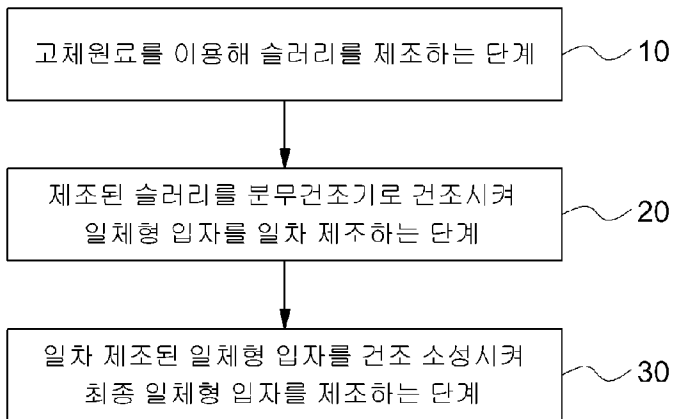 고체원료를 이용해 슬러리를 제조하는 단계
10
제조된 슬러리를 분무건조기로 건조시켜
일체형 입자를 일차 제조하는 단계
20
일차 제조된 일체형 입자를 건조 소성시켜
최종 일체형 입자를 제조하는 단계
30